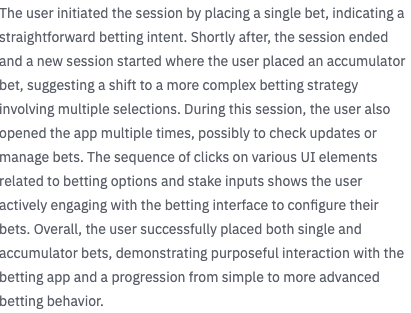 The user initiated the session by placing a single bet, indicating a
straightforward betting intent. Shortly after, the session ended
and a new session started where the user placed an accumulator
bet, suggesting a shift to a more complex betting strategy
involving multiple selections. During this session, the user also
opened the app multiple times, possibly to check updates or
manage bets. The sequence of clicks on various UI elements
related to betting options and stake inputs shows the user
actively engaging with the betting interface to configure their
bets. Overall, the user successfully placed both single and
accumulator bets, demonstrating purposeful interaction with the
betting app and a progression from simple to more advanced
betting behavior.